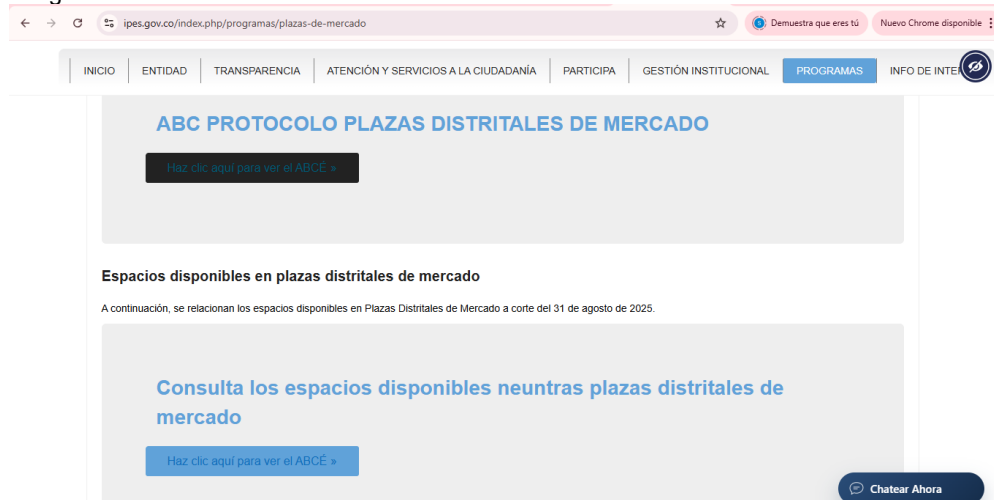 ipes.gov.co/index.php/programas/plazas-de-mercado
Demuestra que eres tú
Nuevo Chrome disponible
INICIO
ENTIDAD
TRANSPARENCIA
ATENCIÓN Y SERVICIOS A LA CIUDADANÍA
PARTICIPA
GESTIÓN INSTITUCIONAL
PROGRAMAS
INFO DE INTE
ABC PROTOCOLO PLAZAS DISTRITALES DE MERCADO
Haz clic aquí para ver el ABCÉ »
Espacios disponibles en plazas distritales de mercado
A continuación, se relacionan los espacios disponibles en Plazas Distritales de Mercado a corte del 31 de agosto de 2025.
Consulta los espacios disponibles neuntras plazas distritales de
mercado
Haz clic aquí para ver el ABCÉ »
Chatear Ahora